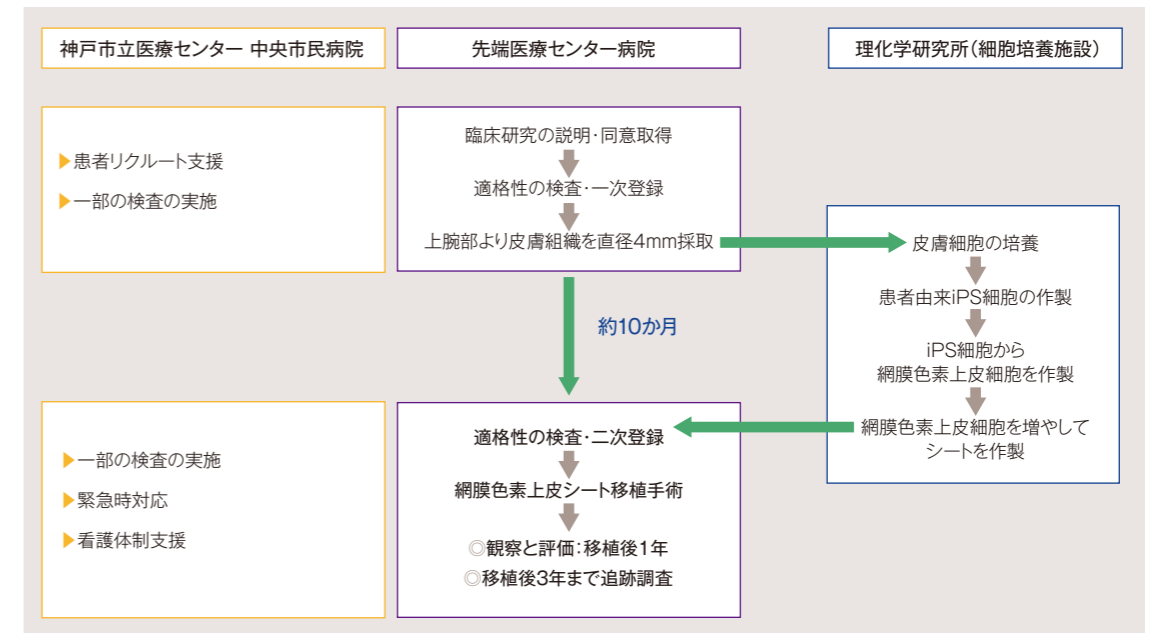 神戸市立医療センター 中央市民病院
先端医療センター病院
理化学研究所(細胞培養施設)
▶患者リクルート支援
▶一部の検査の実施
臨床研究の説明・同意取得
適格性の検査・一次登録
上腕部より皮膚組織を直径4mm採取
皮膚細胞の培養
患者由来iPS細胞の作製
iPS細胞から
網膜色素上皮細胞を作製
網膜色素上皮細胞を増やして
シートを作製
約10か月
▶一部の検査の実施
▶緊急時対応
▶看護体制支援
適格性の検査・二次登録
網膜色素上皮シート移植手術
◎観察と評価:移植後1年
◎移植後3年まで追跡調査